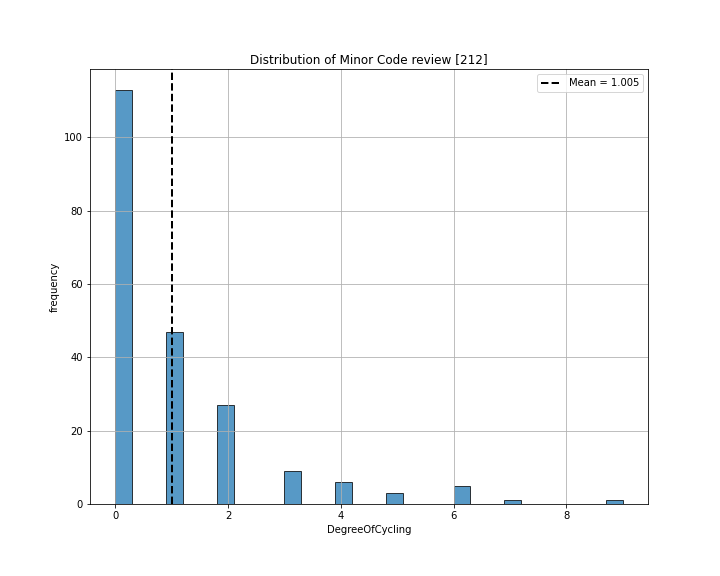 Distribution of Minor Code review [212]
Mean = 1.005
100
80
60
40
20
0
frequency
0 2 4 6 8
DegreeOfCycling